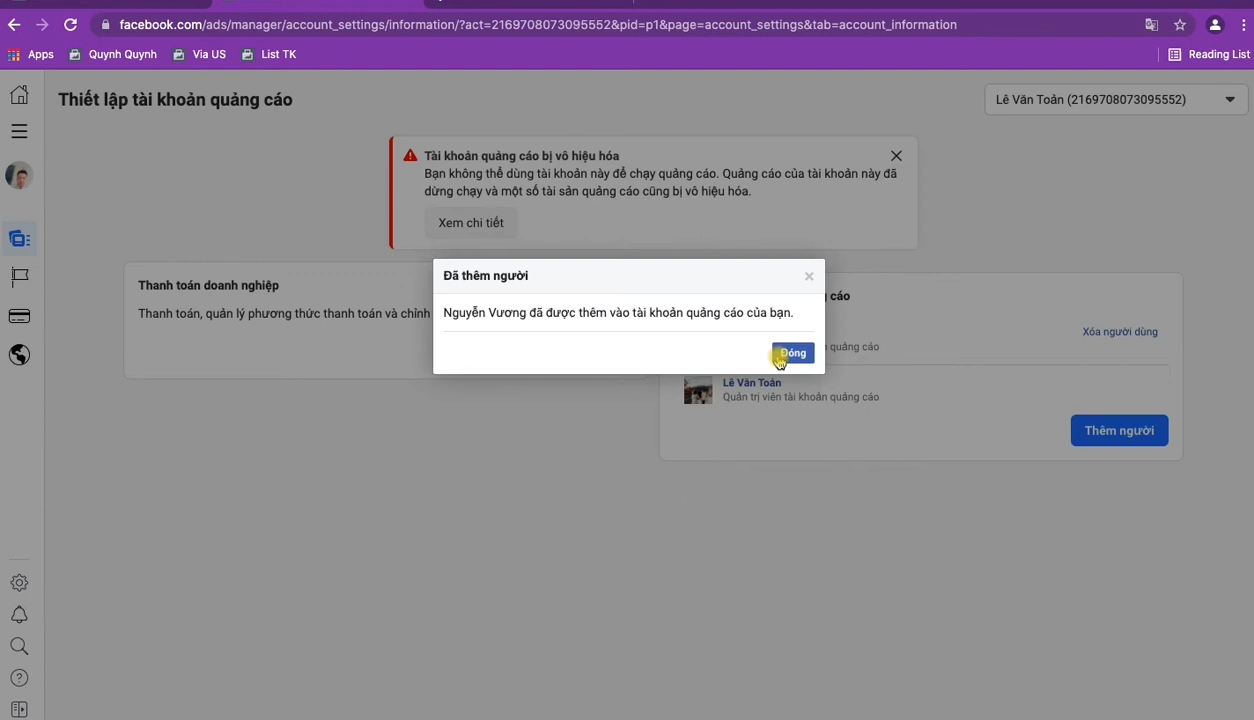 facebook.com/ads/manager/account_settings/information/?act=2169708073095552&pid=p1&page=account_settings&tab=account_information
Apps Quynh Quynh Via US List TK Reading List
Thiết lập tài khoản quảng cáo
Lê Văn Toản (2169708073095552)
Tài khoản quảng cáo bị vô hiệu hóa
Bạn không thể dùng tài khoản này để chạy quảng cáo. Quảng cáo của tài khoản này đã
dừng chạy và một số tài sản quảng cáo cũng bị vô hiệu hóa.
Xem chi tiết
Thanh toán doanh nghiệp
Thanh toán, quản lý phương thức thanh toán và chỉnh
Đã thêm người
Nguyễn Vương đã được thêm vào tài khoản quảng cáo của bạn.
Đóng
cáo
Xóa người dùng
quảng cáo
Lê Văn Toản
Quản trị viên tài khoản quảng cáo
Thêm người